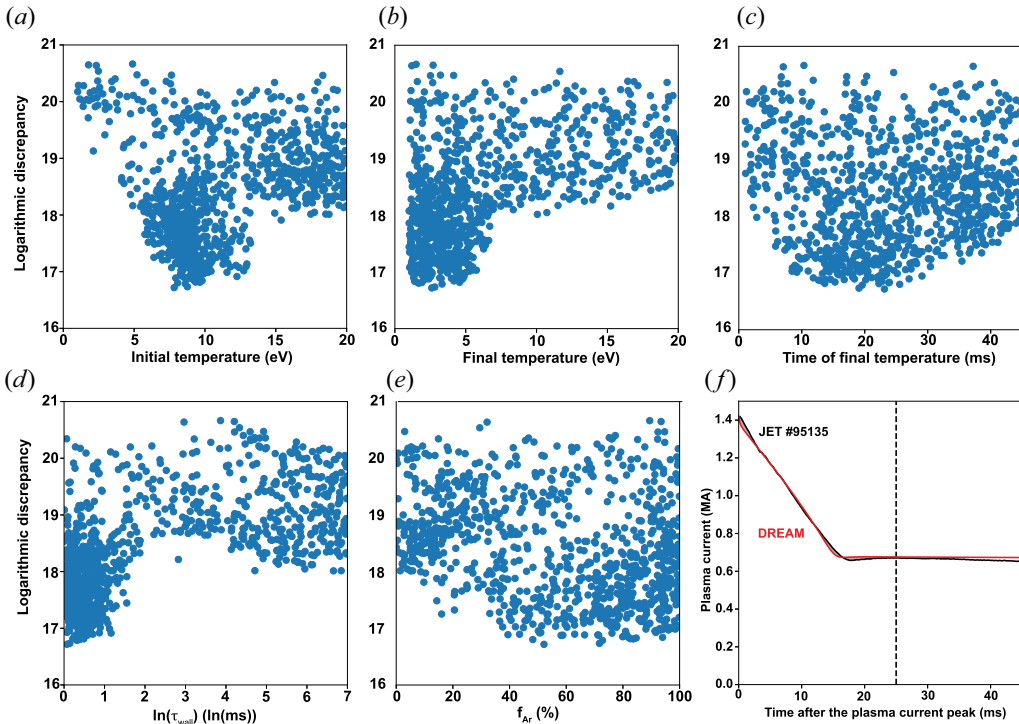 (a)
(b)
(c)
21
20
19
18
17
16
Logarithmic discrepancy
0 5 10 15 20
Initial temperature (eV)
21
20
19
18
17
16
0 5 10 15 20
Final temperature (eV)
21
20
19
18
17
16
0 10 20 30 40
Time of final temperature (ms)
(d)
(e)
(f)
21
20
19
18
17
16
Logarithmic discrepancy
0 1 2 3 4 5 6 7
ln(τwall) (ln(ms))
21
20
19
18
17
16
0 20 40 60 80 100
fAr (%)
1.4
1.2
1.0
0.8
0.6
0.4
0.2
0.0
Plasma current (MA)
JET #95135
DREAM
0 10 20 30 40
Time after the plasma current peak (ms)